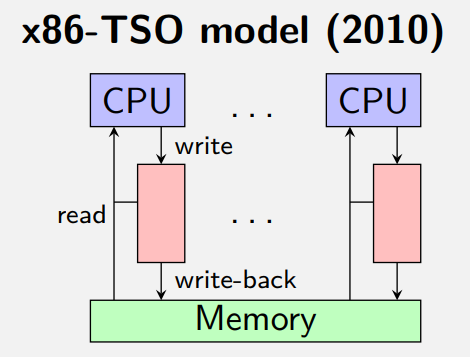 x86-TSO model (2010)
CPU . . . CPU
write
read . . .
write-back
Memory